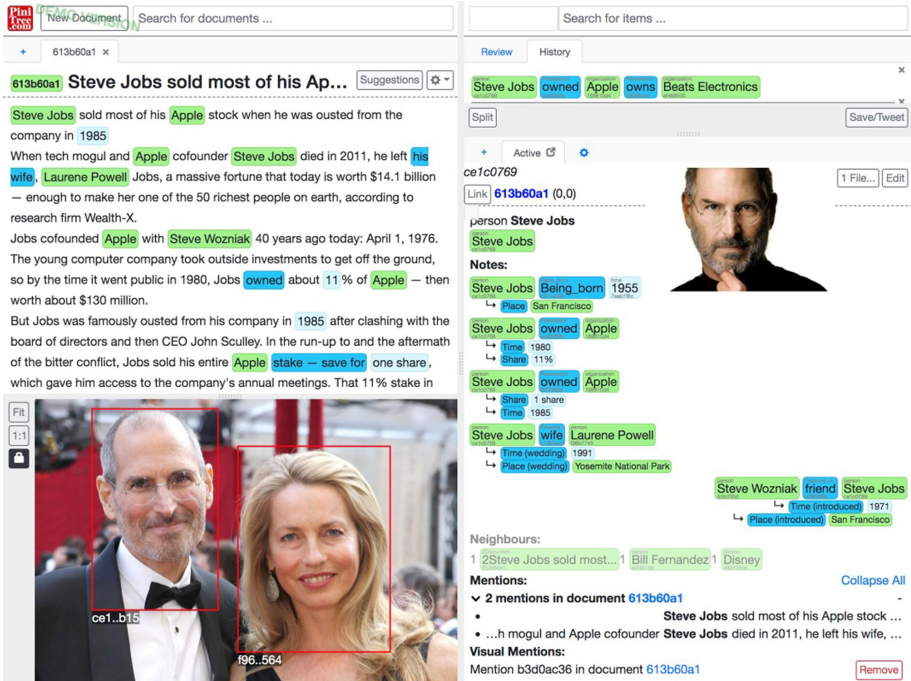 Pini
Tree
.com
DEMO VERSION
New Document
Search for documents ...
Search for items ...
+
613b60a1 ×
Review
History
613b60a1 Steve Jobs sold most of his Ap...
Suggestions
Steve Jobs sold most of his Apple stock when he was ousted from the
company in 1985
When tech mogul and Apple cofounder Steve Jobs died in 2011, he left his
wife, Laurene Powell Jobs, a massive fortune that today is worth $14.1 billion
— enough to make her one of the 50 richest people on earth, according to
research firm Wealth-X.
Jobs cofounded Apple with Steve Wozniak 40 years ago today: April 1, 1976.
The young computer company took outside investments to get off the ground,
so by the time it went public in 1980, Jobs owned about 11 % of Apple — then
worth about $130 million.
But Jobs was famously ousted from his company in 1985 after clashing with the
board of directors and then CEO John Sculley. In the run-up to and the aftermath
of the bitter conflict, Jobs sold his entire Apple stake — save for one share,
which gave him access to the company's annual meetings. That 11% stake in
Fit
1:1
ce1..b15
f96..564
Steve Jobs owned Apple owns Beats Electronics
×
Split
Save/Tweet
+
Active
ce1c0769
Link 613b60a1 (0,0)
1 File...
Edit
person Steve Jobs
Steve Jobs
Notes:
Steve Jobs Being_born 1955
Place San Francisco
Steve Jobs owned Apple
Time 1980
Share 11%
Steve Jobs owned Apple
Share 1 share
Time 1985
Steve Jobs wife Laurene Powell
Time (wedding) 1991
Place (wedding) Yosemite National Park
Steve Wozniak friend Steve Jobs
Time (introduced) 1971
Place (introduced) San Francisco
Neighbours:
1 2Steve Jobs sold most... 1 Bill Fernandez 1 Disney
Mentions:
Collapse All
2 mentions in document 613b60a1
-
• Steve Jobs sold most of his Apple stock ...
• ...h mogul and Apple cofounder Steve Jobs died in 2011, he left his wife, ...
Visual Mentions:
Mention b3d0ac36 in document 613b60a1
Remove